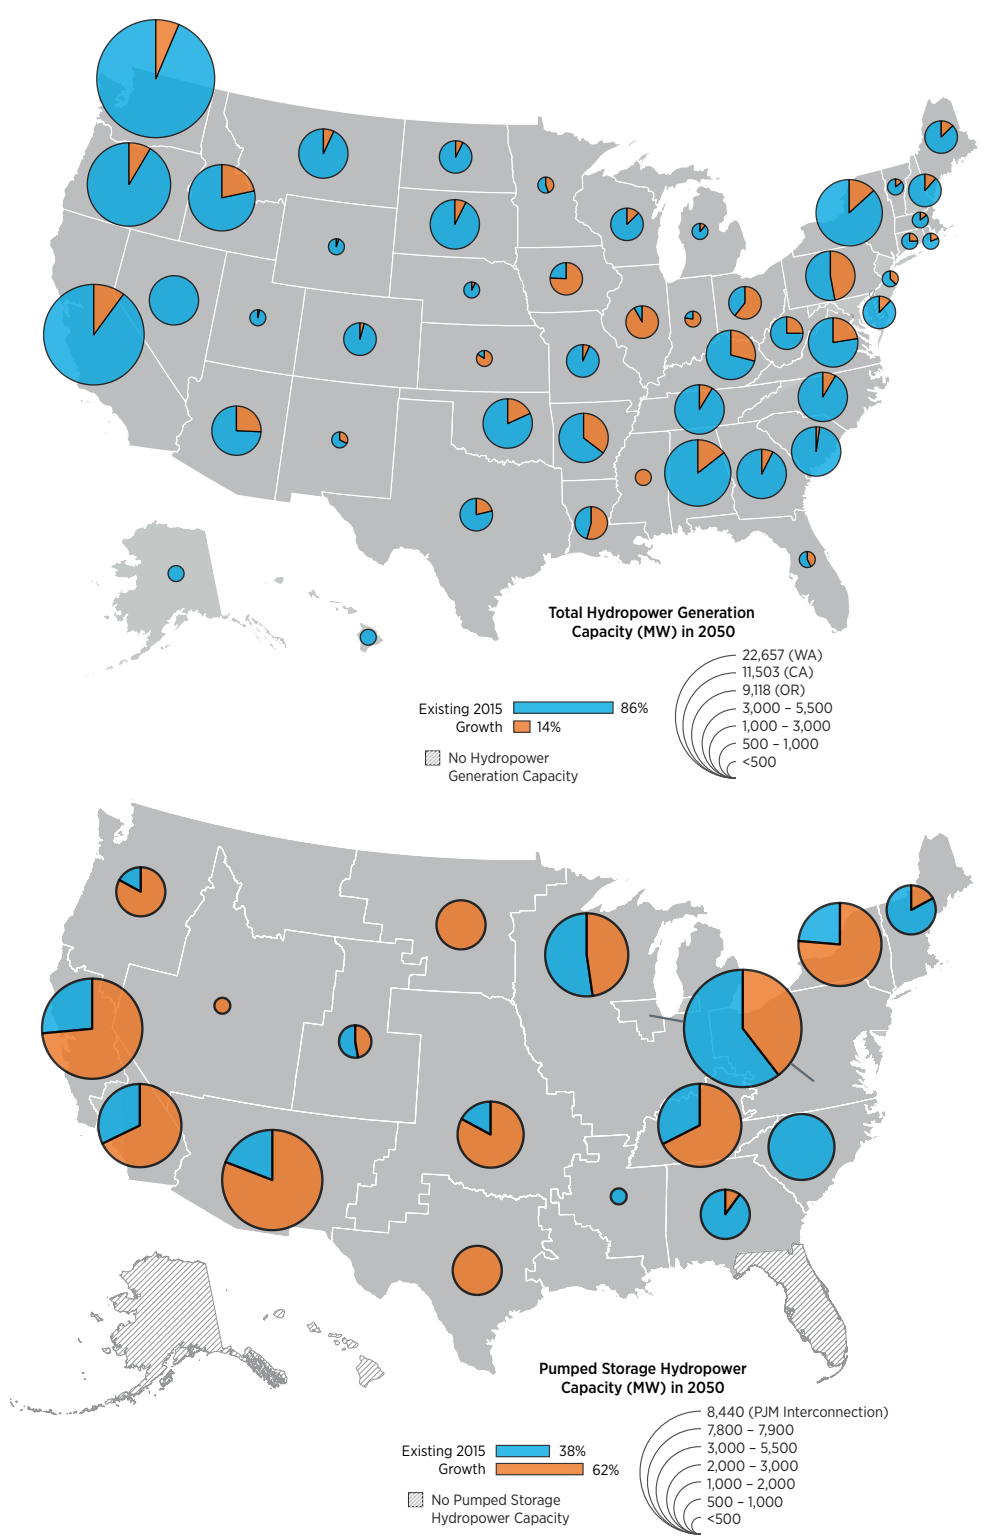 Total Hydropower Generation
Capacity (MW) in 2050
22,657 (WA)
11,503 (CA)
9,118 (OR)
3,000 – 5,500
1,000 – 3,000
500 – 1,000
<500
Existing 2015 86%
Growth 14%
No Hydropower
Generation Capacity
Pumped Storage Hydropower
Capacity (MW) in 2050
8,440 (PJM Interconnection)
7,800 – 7,900
3,000 – 5,500
2,000 – 3,000
1,000 – 2,000
500 – 1,000
<500
Existing 2015 38%
Growth 62%
No Pumped Storage
Hydropower Capacity